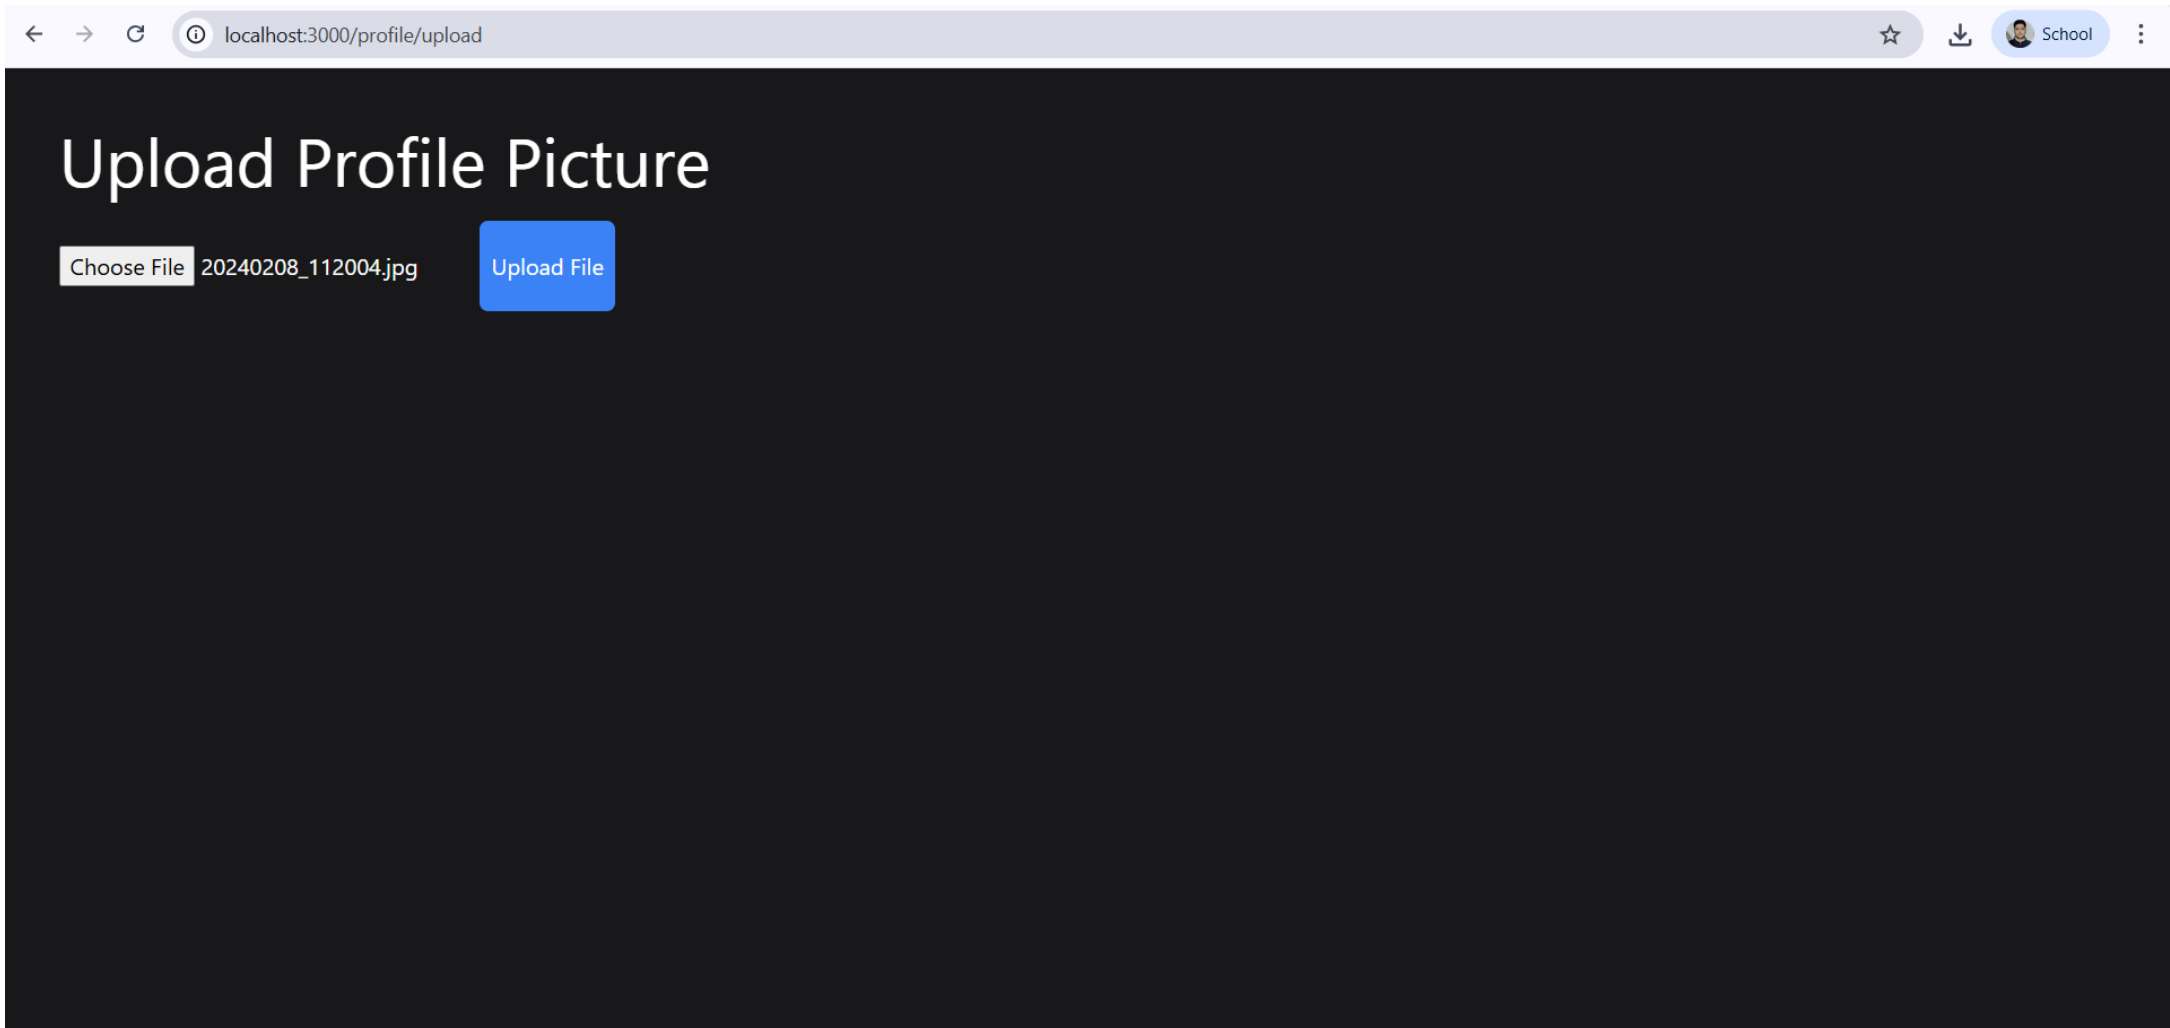 localhost:3000/profile/upload School
Upload Profile Picture
Choose File 20240208_112004.jpg Upload File